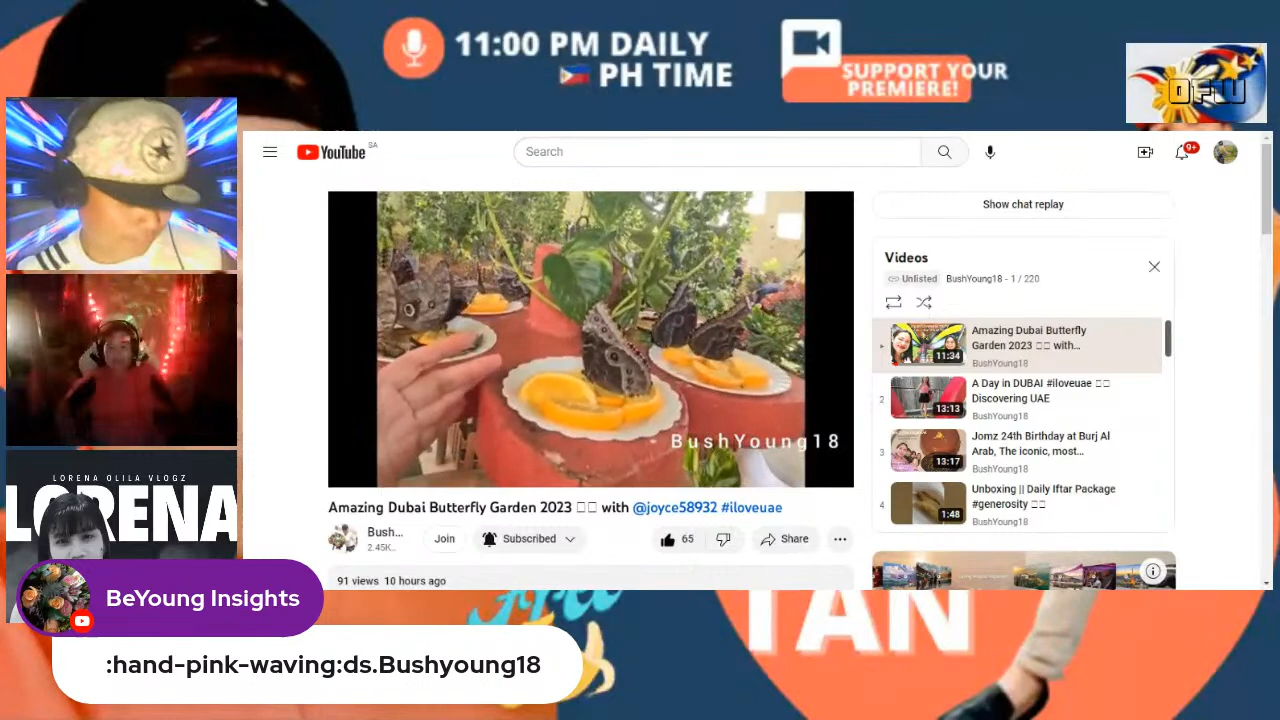 11:00 PM DAILY
PH TIME
SUPPORT YOUR
PREMIERE!
OFW
YouTube SA
Search
Show chat replay
Videos
Unlisted BushYoung18 - 1 / 220
Amazing Dubai Butterfly
Garden 2023 with...
BushYoung18
11:34
2
A Day in DUBAI #iloveuae
Discovering UAE
BushYoung18
13:13
3
Jomz 24th Birthday at Burj Al
Arab, The iconic, most...
BushYoung18
13:17
4
Unboxing || Daily Iftar Package
#generosity
BushYoung18
1:48
9+
BushYoung18
Amazing Dubai Butterfly Garden 2023 with @joyce58932 #iloveuae
Bush...
2.45K...
Join
Subscribed
65
Share
91 views 10 hours ago
LORENA OLILA VLOGZ
LORENA
BeYoung Insights
:hand-pink-waving:ds.Bushyoung18
TAN